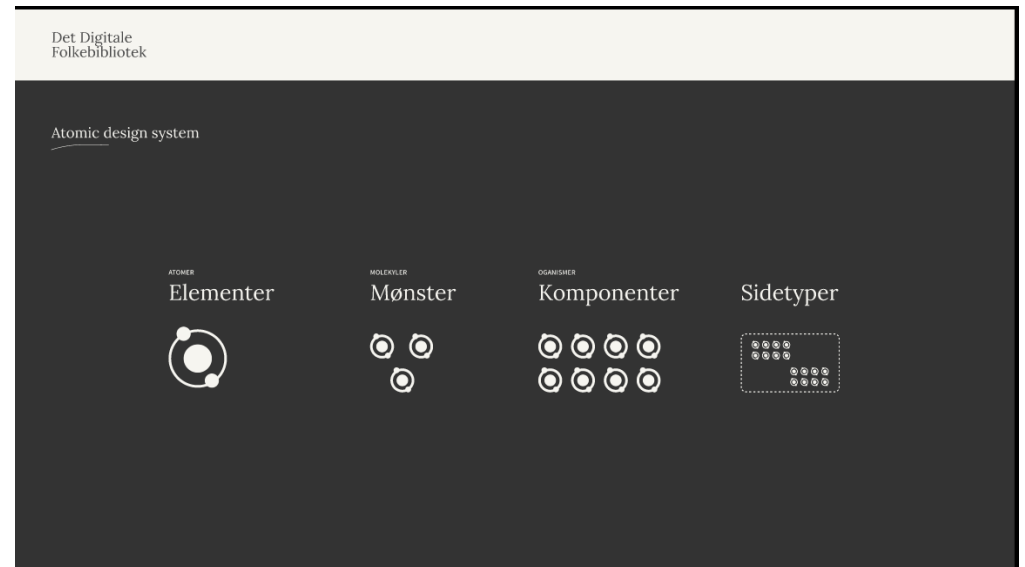 Det Digitale
Folkebibliotek
Atomic design system
ATOMER
Elementer
MOLEKYLER
Mønster
OGANISMER
Komponenter
Sidetyper